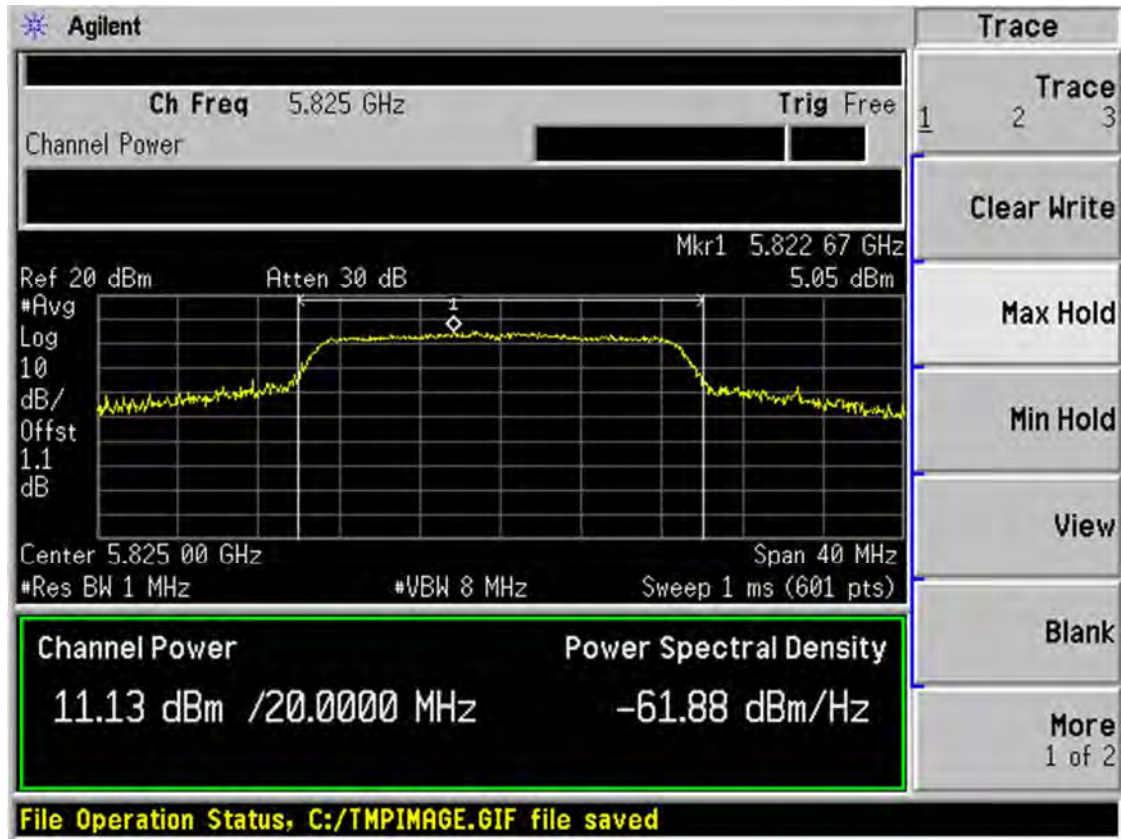 Agilent
Trace
Ch Freq 5.825 GHz Trig Free
Channel Power
Trace
1 2 3
Clear Write
Mkr1 5.822 67 GHz
Ref 20 dBm Atten 30 dB 5.05 dBm
#Avg
Log
10
dB/
Offst
1.1
dB
1
Max Hold
Min Hold
View
Center 5.825 00 GHz Span 40 MHz
#Res BW 1 MHz #VBW 8 MHz Sweep 1 ms (601 pts)
Channel Power Power Spectral Density
11.13 dBm /20.0000 MHz -61.88 dBm/Hz
Blank
More
1 of 2
File Operation Status, C:/TMPIMAGE.GIF file saved